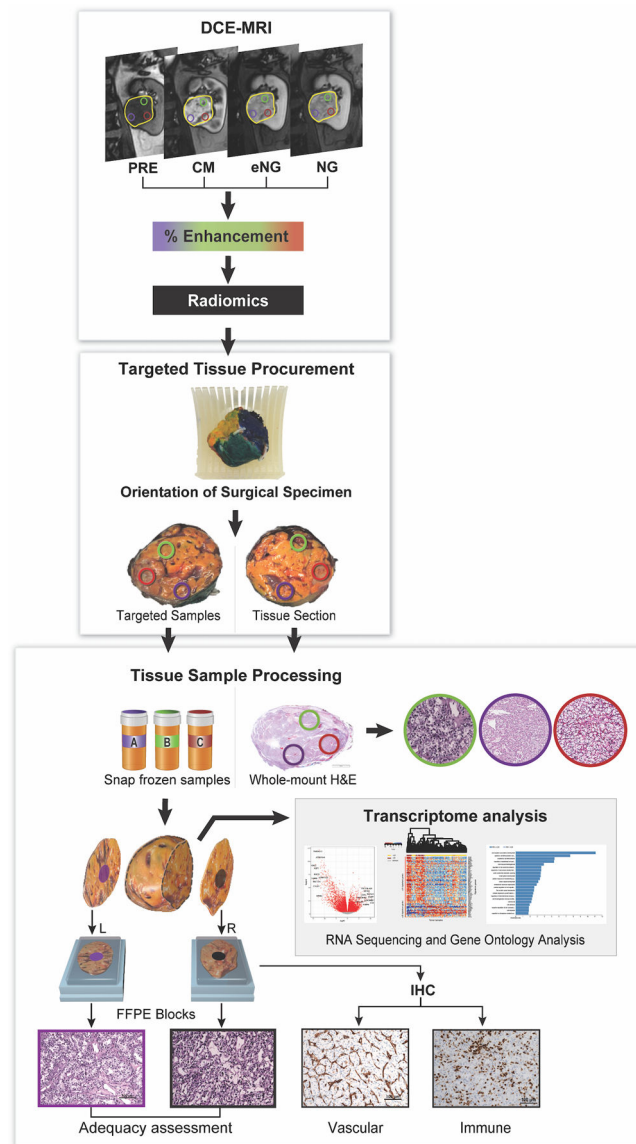 DCE-MRI
PRE CM eNG NG
% Enhancement
Radiomics
Targeted Tissue Procurement
Orientation of Surgical Specimen
Targeted Samples Tissue Section
Tissue Sample Processing
A B C
Snap frozen samples Whole-mount H&E
Transcriptome analysis
RNA Sequencing and Gene Ontology Analysis
L R
IHC
FFPE Blocks
Adequacy assessment Vascular Immune